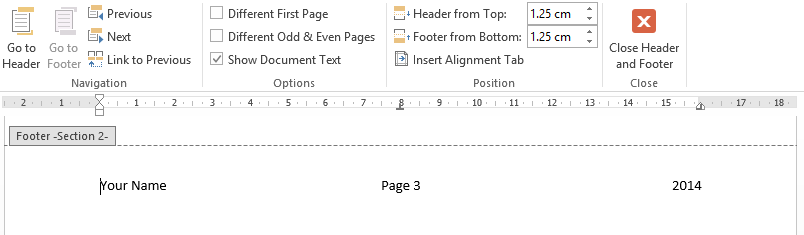 Go to Header
Go to Footer
Previous
Next
Link to Previous
Navigation
Different First Page
Different Odd & Even Pages
Show Document Text
Options
Header from Top: 1.25 cm
Footer from Bottom: 1.25 cm
Insert Alignment Tab
Position
Close Header and Footer
Close
2 1 1 2 3 4 5 6 7 8 9 10 11 12 13 14 15 17 18
Footer -Section 2-
Your Name Page 3 2014